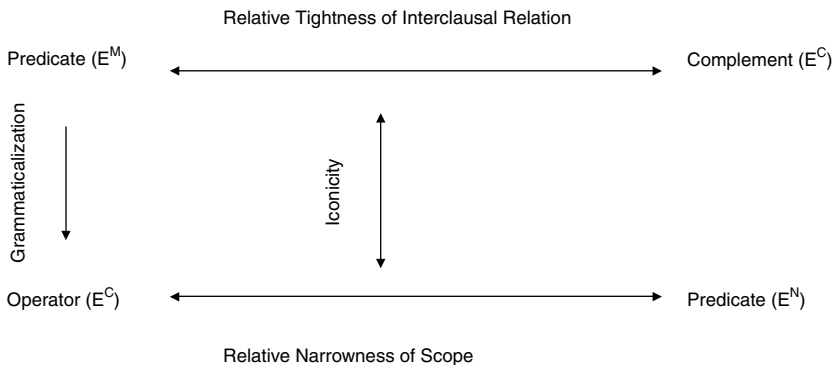 Relative Tightness of Interclausal Relation
Predicate (E^M)
Complement (E^C)
Grammaticalization
Iconicity
Operator (E^C)
Predicate (E^N)
Relative Narrowness of Scope